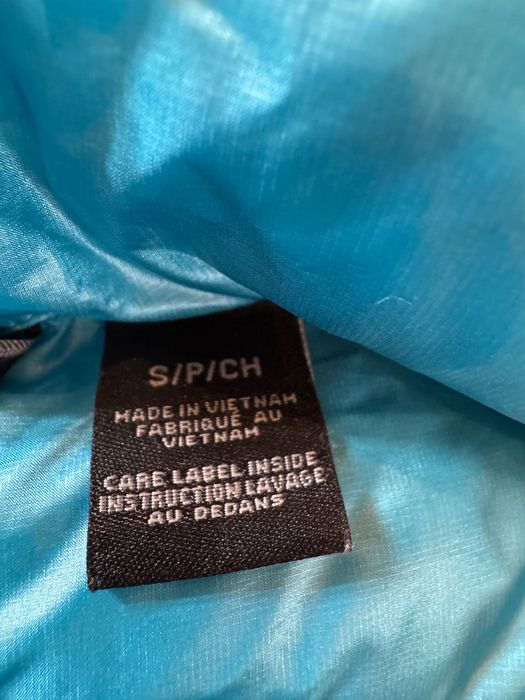 S/P/CH
MADE IN VIETNAM
FABRIQUÉ AU
VIETNAM
CARE LABEL INSIDE
INSTRUCTION LAVAGE
AU DEDANS